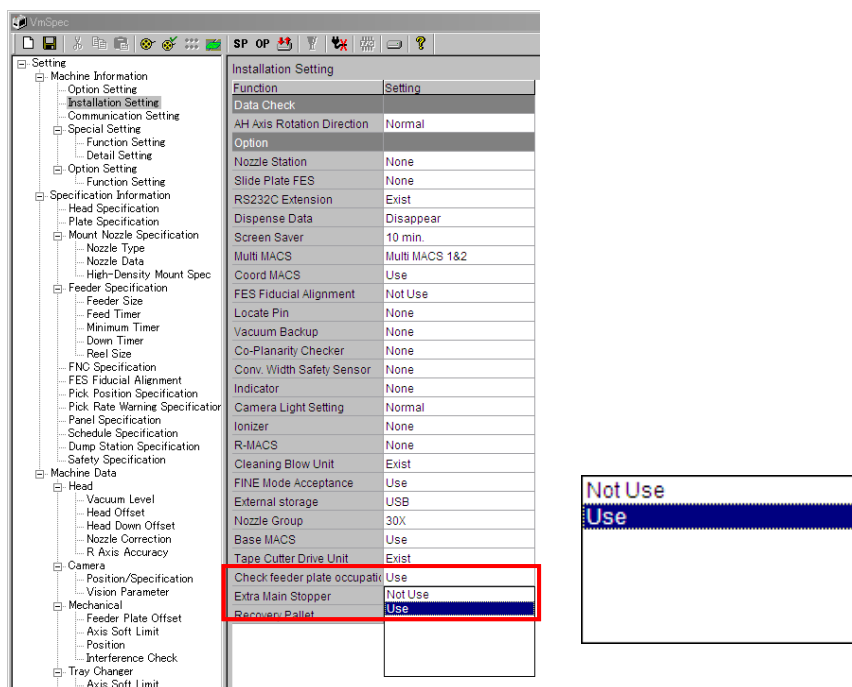 VmSpec
SP OP
Setting
Machine Information
Option Setting
Installation Setting
Communication Setting
Special Setting
Function Setting
Detail Setting
Option Setting
Function Setting
Specification Information
Head Specification
Plate Specification
Mount Nozzle Specification
Nozzle Type
Nozzle Data
High-Density Mount Spec
Feeder Specification
Feeder Size
Feed Timer
Minimum Timer
Down Timer
Reel Size
FNC Specification
FES Fiducial Alignment
Pick Position Specification
Pick Rate Warning Specification
Panel Specification
Schedule Specification
Dump Station Specification
Safety Specification
Machine Data
Head
Vacuum Level
Head Offset
Head Down Offset
Nozzle Correction
R Axis Accuracy
Camera
Position/Specification
Vision Parameter
Mechanical
Feeder Plate Offset
Axis Soft Limit
Position
Interference Check
Tray Changer
Axis Soft Limit
Installation Setting
Function Setting
Data Check
AH Axis Rotation Direction Normal
Option
Nozzle Station None
Slide Plate FES None
RS232C Extension Exist
Dispense Data Disappear
Screen Saver 10 min.
Multi MACS Multi MACS 1&2
Coord MACS Use
FES Fiducial Alignment Not Use
Locate Pin None
Vacuum Backup None
Co-Planarity Checker None
Conv. Width Safety Sensor None
Indicator None
Camera Light Setting Normal
Ionizer None
R-MACS None
Cleaning Blow Unit Exist
FINE Mode Acceptance Use
External storage USB
Nozzle Group 30X
Base MACS Use
Tape Cutter Drive Unit Exist
Check feeder plate occupatic Use
Extra Main Stopper Not Use
Recovery Pallet Use
Not Use
Use